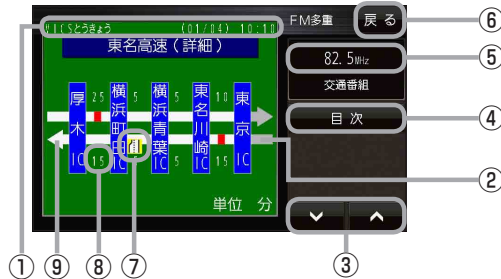 VICSとうきょう (01/04) 10:18
FM多重
戻る
⑥
東名高速(詳細)
82.5MHz
⑤
交通番組
25 5 5 10
厚木IC
横浜町田IC
横浜青葉IC
東名川崎IC
東京IC
目次
④
15 5 5 15
②
単位 分
①
⑨
⑧
⑦
③